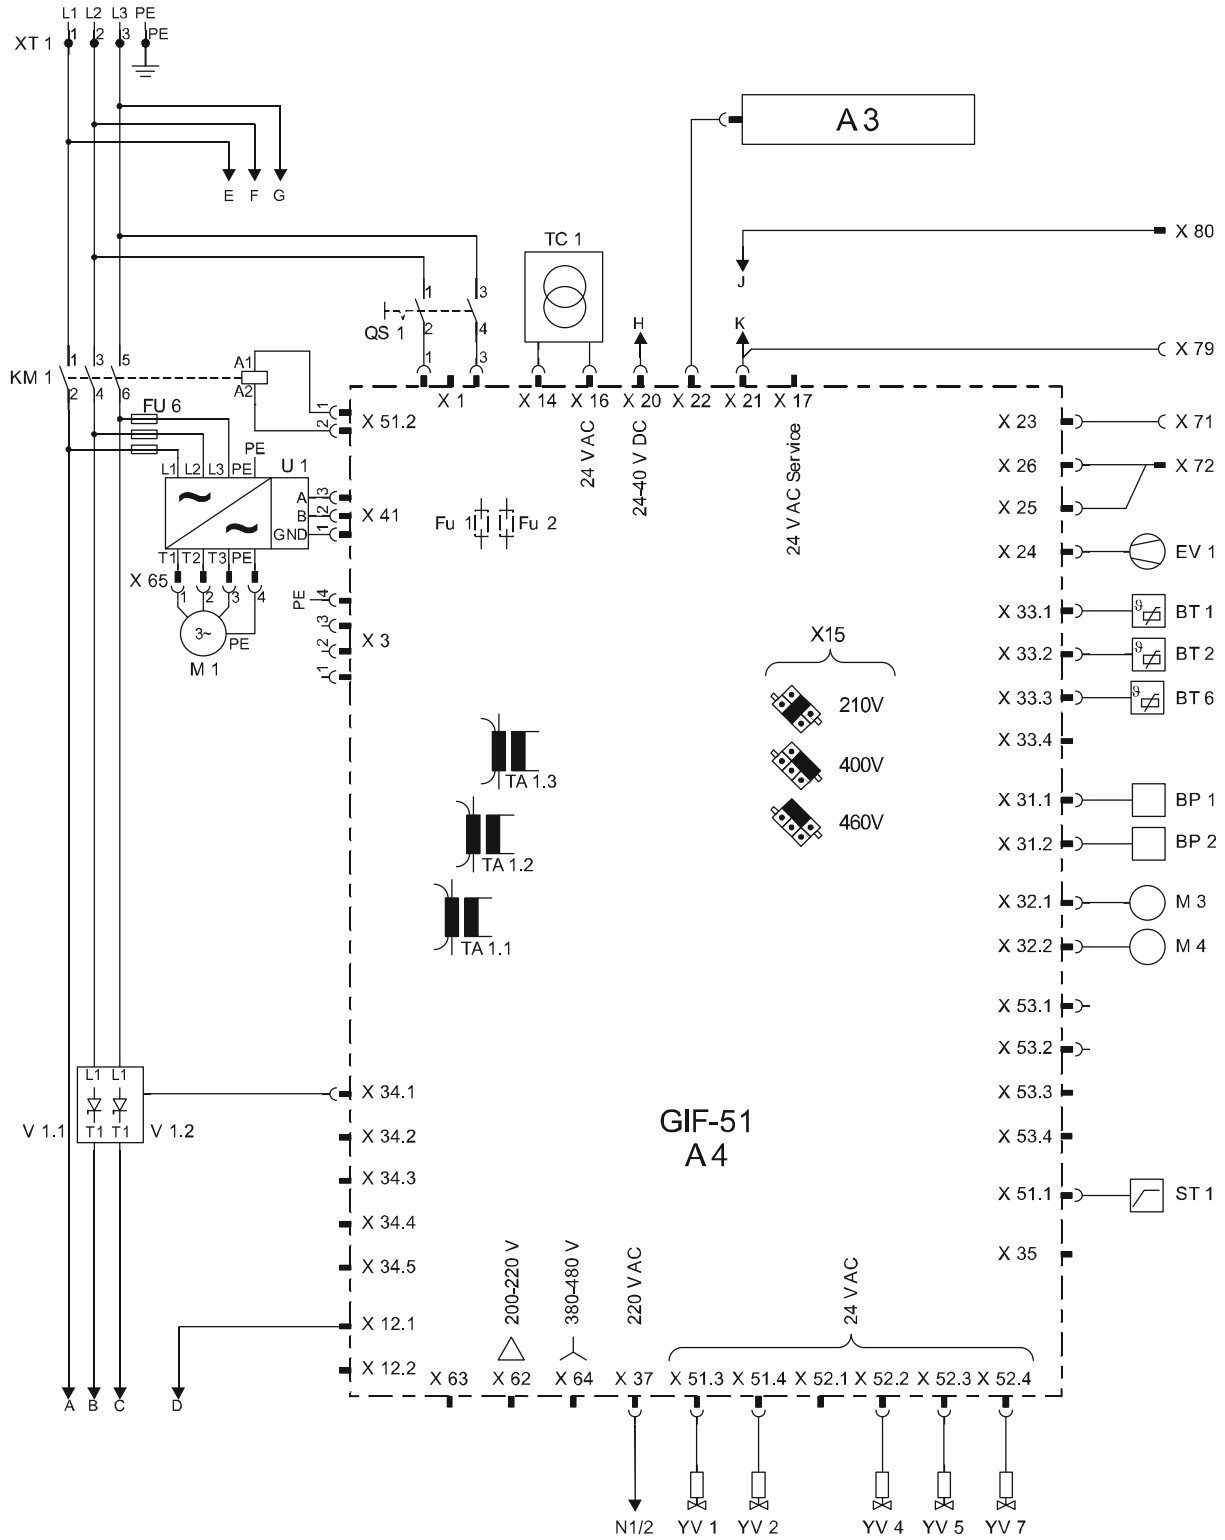 L1 L2 L3 PE
XT 1
1 2 3 PE
A 3
E F G
X 80
TC 1
J
1 3
QS 1
2 4
H K
1 3
X 79
1 3 5
KM 1
2 4 6
A1
A2
X 1 X 14 X 16 X 20 X 22 X 21 X 17
24 V AC
24-40 V DC
24 V AC Service
FU 6
1
2
X 51.2
X 23 X 71
X 26 X 72
X 25
L1 L2 L3 PE
PE
U 1
A 3
B 2
GND 1
X 41
Fu 1 Fu 2
X 24 EV 1
T1 T2 T3 PE
X 65
1 2 3 4
3~
PE
M 1
PE 4
3
2
1
X 3
X 33.1 BT 1
ϑ
X 33.2 BT 2
ϑ
X 33.3 BT 6
ϑ
X 33.4
X15
210V
400V
460V
TA 1.3
TA 1.2
TA 1.1
X 31.1 BP 1
X 31.2 BP 2
X 32.1 M 3
X 32.2 M 4
X 53.1
X 53.2
X 53.3
X 53.4
L1 L1
T1 T1
V 1.1 V 1.2
X 34.1
X 34.2
X 34.3
X 34.4
X 34.5
X 12.1
X 12.2
GIF-51
A 4
X 51.1 ST 1
X 35
200-220 V
380-480 V
220 V AC
24 V AC
X 63 X 62 X 64 X 37 X 51.3 X 51.4 X 52.1 X 52.2 X 52.3 X 52.4
A B C D
N1/2 YV 1 YV 2 YV 4 YV 5 YV 7